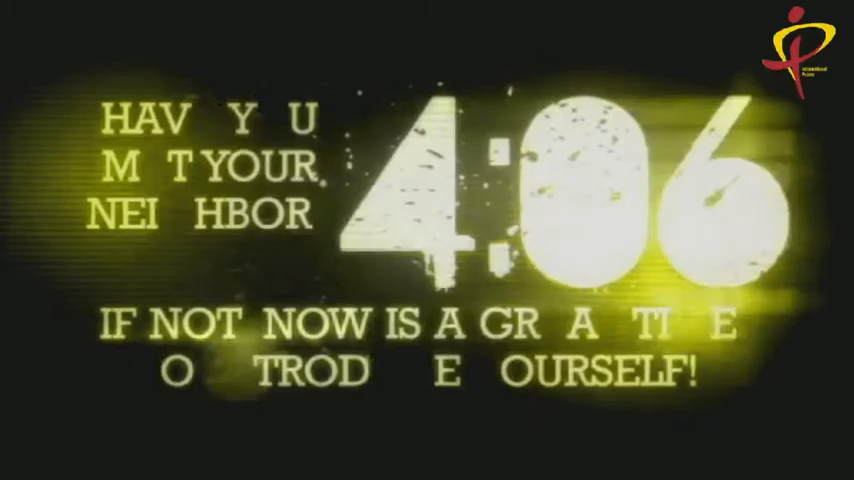 HAV Y U
M T YOUR
NEI HBOR
4:06
IF NOT NOW IS A GR A TI E
O TROD E OURSELF!